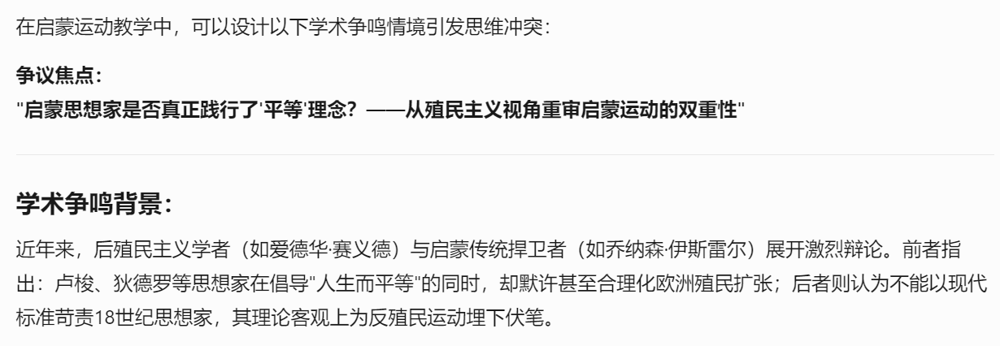 在启蒙运动教学中，可以设计以下学术争鸣情境引发思维冲突：
争议焦点：
"启蒙思想家是否真正践行了'平等'理念？——从殖民主义视角重审启蒙运动的双重性"
学术争鸣背景：
近年来，后殖民主义学者（如爱德华·赛义德）与启蒙传统捍卫者（如乔纳森·伊斯雷尔）展开激烈辩论。前者指
出：卢梭、狄德罗等思想家在倡导"人生而平等"的同时，却默许甚至合理化欧洲殖民扩张；后者则认为不能以现代
标准苛责18世纪思想家，其理论客观上为反殖民运动埋下伏笔。